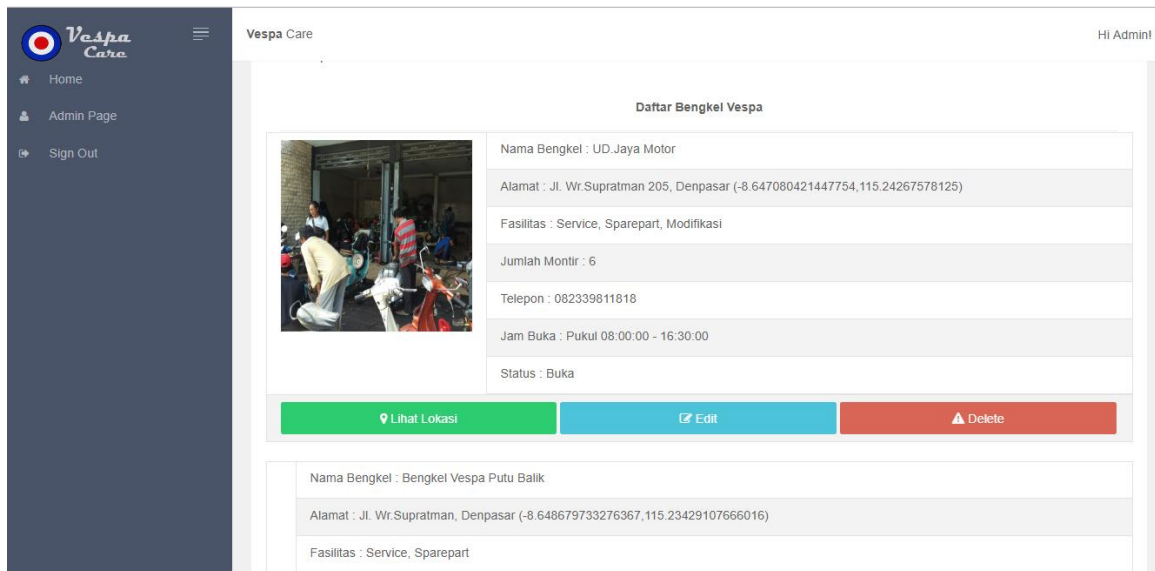 Vespa
Care
Vespa Care
Hi Admin!
Home
Admin Page
Sign Out
Daftar Bengkel Vespa
Nama Bengkel : UD.Jaya Motor
Alamat : Jl. Wr.Supratman 205, Denpasar (-8.647080421447754,115.24267578125)
Fasilitas : Service, Sparepart, Modifikasi
Jumlah Montir : 6
Telepon : 082339811818
Jam Buka : Pukul 08:00:00 - 16:30:00
Status : Buka
Lihat Lokasi
Edit
Delete
Nama Bengkel : Bengkel Vespa Putu Balik
Alamat : Jl. Wr.Supratman, Denpasar (-8.648679733276367,115.23429107666016)
Fasilitas : Service, Sparepart